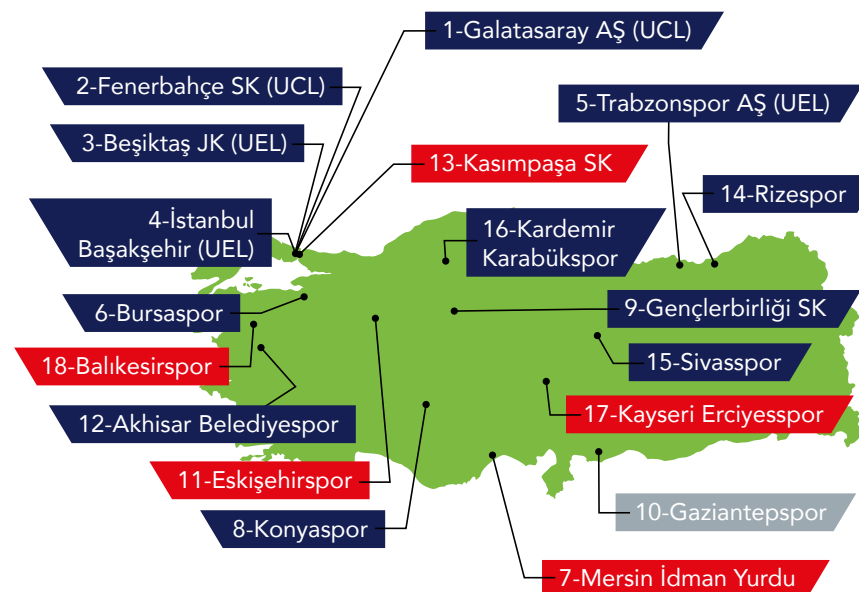 1-Galatasaray AŞ (UCL)
2-Fenerbahçe SK (UCL)
5-Trabzonspor AŞ (UEL)
3-Beşiktaş JK (UEL)
13-Kasımpaşa SK
14-Rizespor
4-İstanbul
Başakşehir (UEL)
16-Kardemir
Karabükspor
6-Bursaspor
9-Gençlerbirliği SK
18-Balıkesirspor
15-Sivasspor
12-Akhisar Belediyespor
17-Kayseri Erciyesspor
11-Eskişehirspor
10-Gaziantepspor
8-Konyaspor
7-Mersin İdman Yurdu